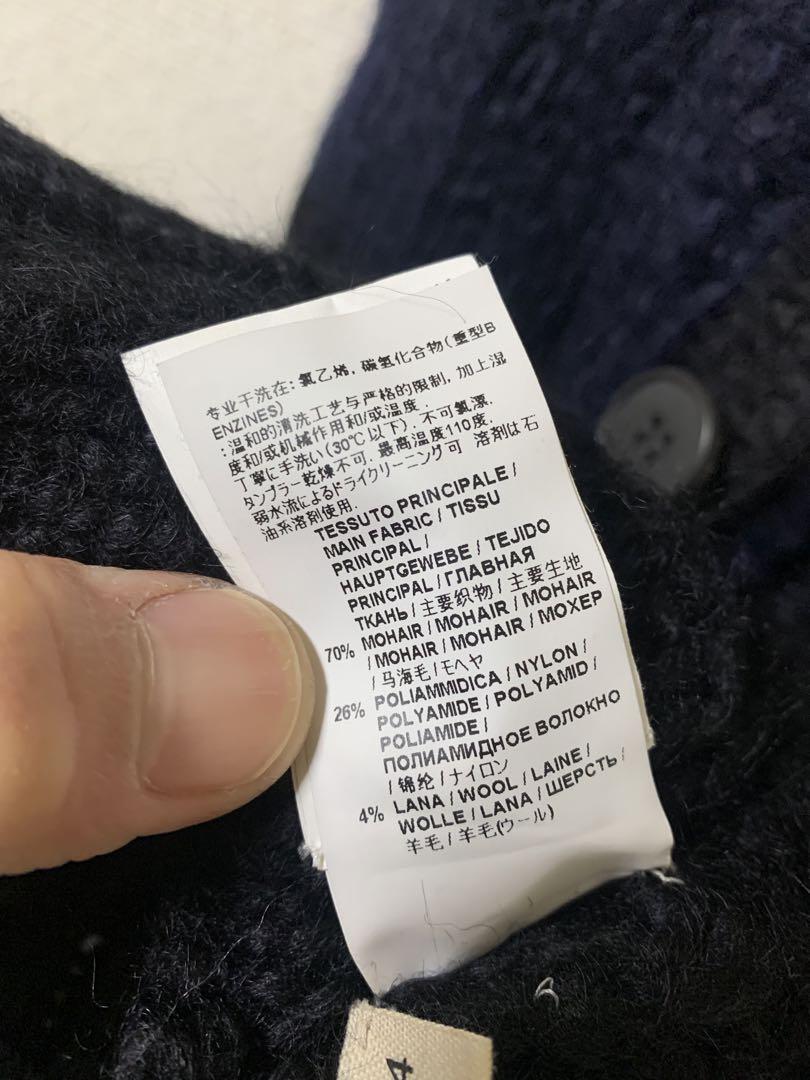 专业干洗在: 氯乙烯, 碳氢化合物(重型B
ENZINES)
:温和的清洗工艺与严格的限制, 加上湿
度和/或机械作用和/或温度.
丁寧に手洗い(30℃以下). 不可氯漂.
タンブラー乾燥不可. 最高温度110度.
弱水流によるドライクリーニング可 溶剤は石
油系溶剤使用.
TESSUTO PRINCIPALE /
MAIN FABRIC / TISSU
PRINCIPAL /
HAUPTGEWEBE / TEJIDO
PRINCIPAL / ГЛАВНАЯ
ТКАНЬ / 主要织物 / 主要生地
70% MOHAIR / MOHAIR / MOHAIR
/ MOHAIR / MOHAIR / МОХЕР
/ 马海毛 / モヘヤ
26% POLIAMMIDICA / NYLON /
POLYAMIDE / POLYAMID /
POLIAMIDE /
ПОЛИАМИДНОЕ ВОЛОКНО
/ 锦纶 / ナイロン
4% LANA / WOOL / LAINE /
WOLLE / LANA / ШЕРСТЬ /
羊毛 / 羊毛(ウール)
4